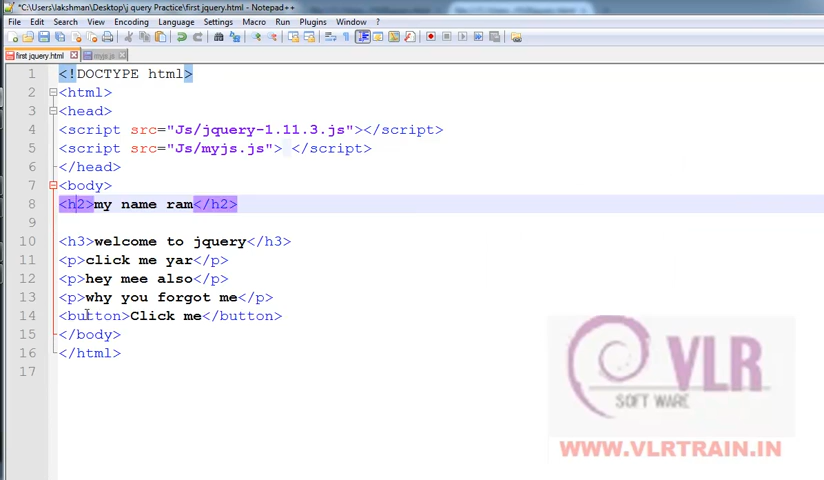 *C:\Users\lakshman\Desktop\j query Practice\first jquery.html - Notepad++
File Edit Search View Encoding Language Settings Macro Run Plugins Window ?
first jquery.html myjs.js
1 <!DOCTYPE html>
2 <html>
3 <head>
4 <script src="Js/jquery-1.11.3.js"></script>
5 <script src="Js/myjs.js"> </script>
6 </head>
7 <body>
8 <h2>my name ram</h2>
9
10 <h3>welcome to jquery</h3>
11 <p>click me yar</p>
12 <p>hey mee also</p>
13 <p>why you forgot me</p>
14 <button>Click me</button>
15 </body>
16 </html>
17
VLR
SOFT WARE
WWW.VLRTRAIN.IN